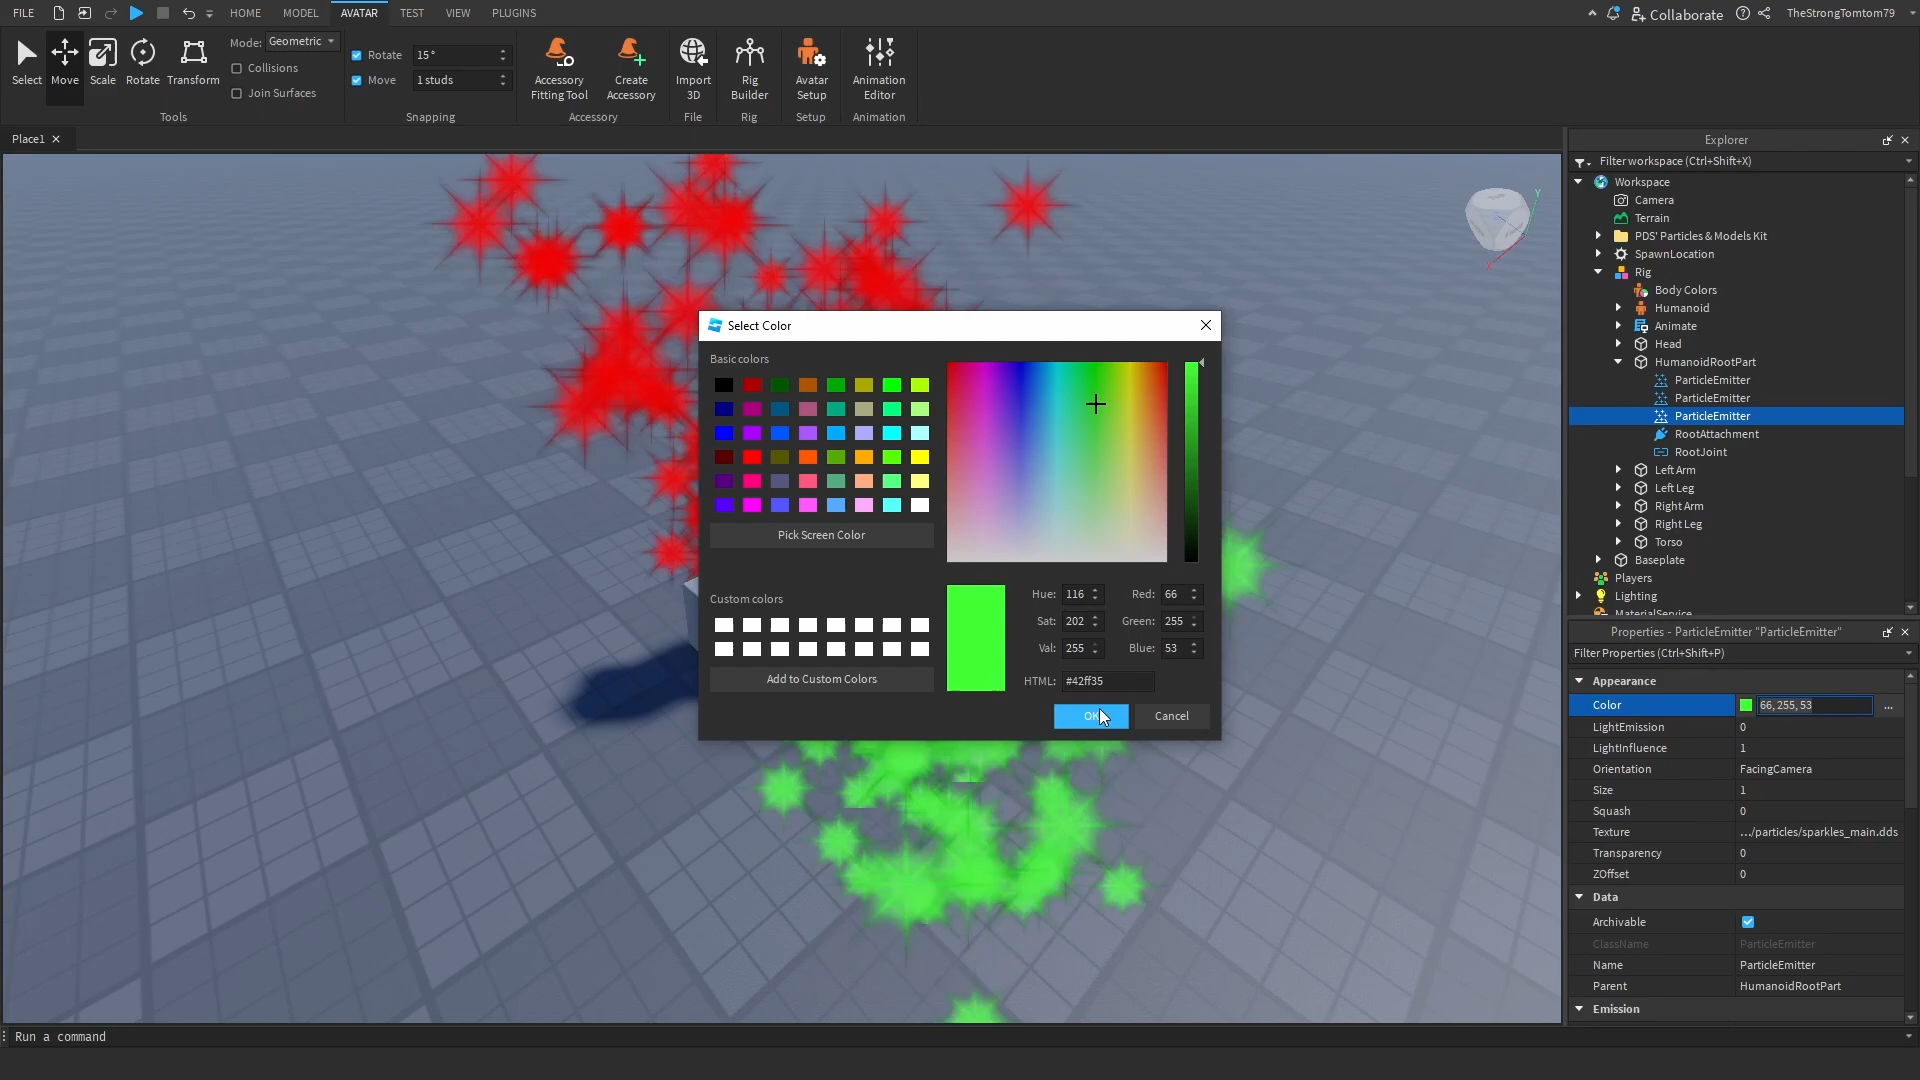 FILE HOME MODEL AVATAR TEST VIEW PLUGINS Collaborate TheStrongTomtom79
Select Move Scale Rotate Transform
Mode: Geometric
Collisions
Join Surfaces
Tools
Rotate 15°
Move 1 studs
Snapping
Accessory Fitting Tool
Create Accessory
Accessory
Import 3D
File
Rig Builder
Rig
Avatar Setup
Setup
Animation Editor
Animation
Place1
Select Color
Basic colors
Pick Screen Color
Custom colors
Add to Custom Colors
Hue: 116 Red: 66
Sat: 202 Green: 255
Val: 255 Blue: 53
HTML: #42ff35
OK Cancel
Y
X
Explorer
Filter workspace (Ctrl+Shift+X)
Workspace
Camera
Terrain
PDS' Particles & Models Kit
SpawnLocation
Rig
Body Colors
Humanoid
Animate
Head
HumanoidRootPart
ParticleEmitter
ParticleEmitter
ParticleEmitter
RootAttachment
RootJoint
Left Arm
Left Leg
Right Arm
Right Leg
Torso
Baseplate
Players
Lighting
MaterialService
Properties - ParticleEmitter "ParticleEmitter"
Filter Properties (Ctrl+Shift+P)
Appearance
Color 66, 255, 53 ...
LightEmission 0
LightInfluence 1
Orientation FacingCamera
Size 1
Squash 0
Texture .../particles/sparkles_main.dds
Transparency 0
ZOffset 0
Data
Archivable
ClassName ParticleEmitter
Name ParticleEmitter
Parent HumanoidRootPart
Emission
Run a command